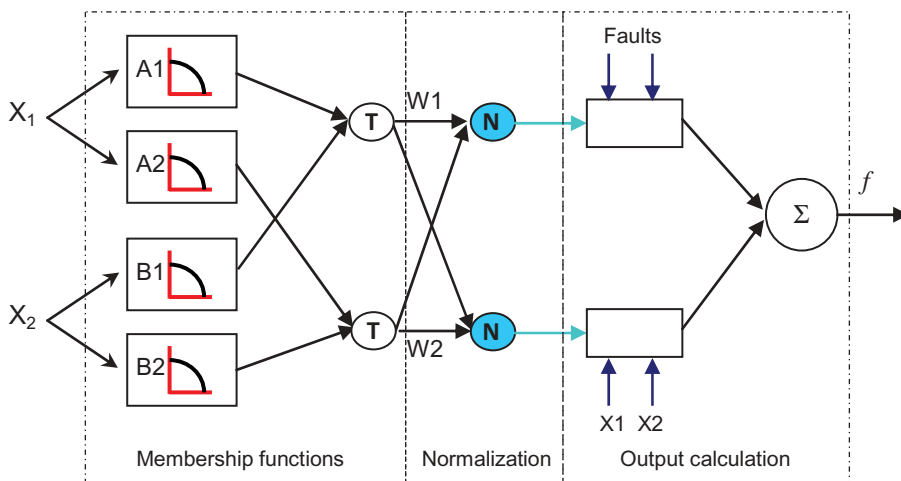 Faults
X1
A1
A2
B1
B2
X2
T
W1
N
T
W2
N
Σ
f
X1 X2
Membership functions
Normalization
Output calculation